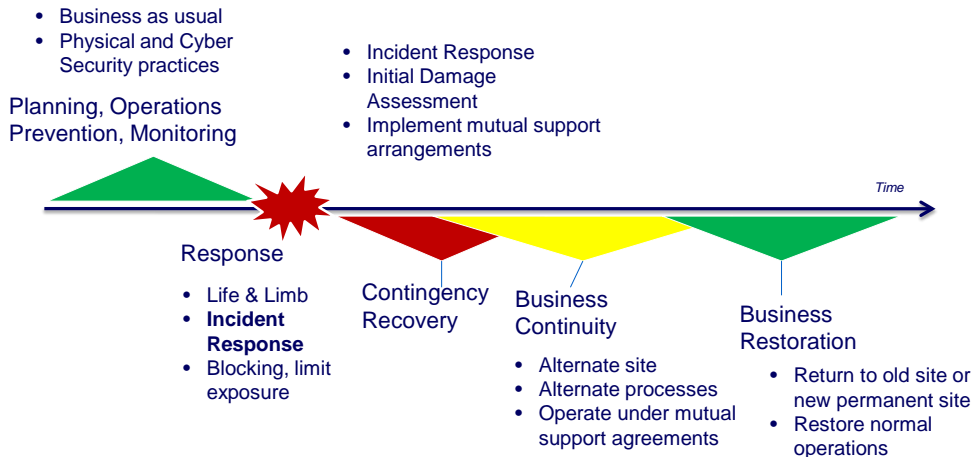 • Business as usual
• Physical and Cyber
Security practices
Planning, Operations
Prevention, Monitoring
• Incident Response
• Initial Damage
Assessment
• Implement mutual support
arrangements
Time
Response
• Life & Limb
• Incident
Response
• Blocking, limit
exposure
Contingency
Recovery
Business
Continuity
• Alternate site
• Alternate processes
• Operate under mutual
support agreements
Business
Restoration
• Return to old site or
new permanent site
• Restore normal
operations